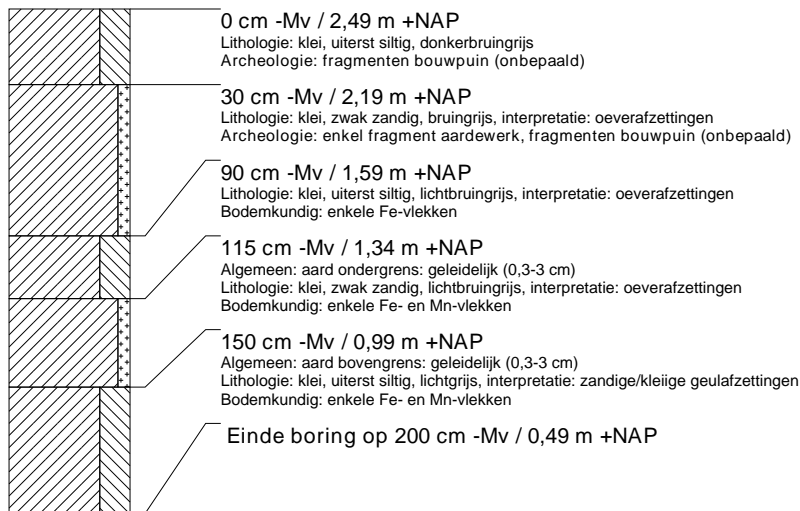 0 cm -Mv / 2,49 m +NAP
Lithologie: klei, uiterst siltig, donkerbruingrijs
Archeologie: fragmenten bouwpuin (onbepaald)
30 cm -Mv / 2,19 m +NAP
Lithologie: klei, zwak zandig, bruingrijs, interpretatie: oeverafzettingen
Archeologie: enkel fragment aardewerk, fragmenten bouwpuin (onbepaald)
90 cm -Mv / 1,59 m +NAP
Lithologie: klei, uiterst siltig, lichtbruingrijs, interpretatie: oeverafzettingen
Bodemkundig: enkele Fe-vlekken
115 cm -Mv / 1,34 m +NAP
Algemeen: aard ondergrens: geleidelijk (0,3-3 cm)
Lithologie: klei, zwak zandig, lichtbruingrijs, interpretatie: oeverafzettingen
Bodemkundig: enkele Fe- en Mn-vlekken
150 cm -Mv / 0,99 m +NAP
Algemeen: aard bovengrens: geleidelijk (0,3-3 cm)
Lithologie: klei, uiterst siltig, lichtgrijs, interpretatie: zandige/kleiige geulafzettingen
Bodemkundig: enkele Fe- en Mn-vlekken
Einde boring op 200 cm -Mv / 0,49 m +NAP